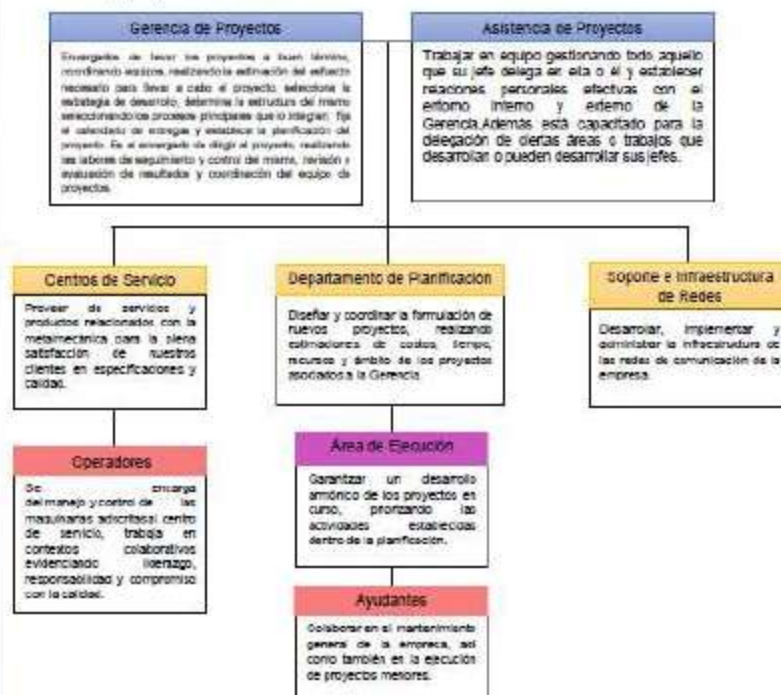 Gerencia de Proyectos
Encargados de llevar los proyectos a buen término,
coordinando equipos, realizando la estimación del esfuerzo
necesario para llevar a cabo el proyecto, selecciona la
estrategia de desarrollo, determina la estructura del mismo
seleccionando los procesos principales que lo integran, fija
el calendario de entregas y establece la planificación del
proyecto. Es el encargado de dirigir el proyecto, realizando
las labores de seguimiento y control del mismo, revisión y
evaluación de resultados y coordinación del equipo de
proyectos.
Asistencia de Proyectos
Trabajar en equipo gestionando todo aquello
que su jefe delega en ella o él y establecer
relaciones personales efectivas con el
entorno interno y externo de la
Gerencia.Además está capacitado para la
delegación de ciertas áreas o trabajos que
desarrollan o pueden desarrollar sus jefes.
Centros de Servicio
Proveer de servicios y
productos relacionados con la
metalmecánica para la plena
satisfacción de nuestros
clientes en especificaciones y
calidad.
Operadores
Se encarga
del manejo y control de las
maquinarias adscritas al centro
de servicio, trabaja en
contextos colaborativos
evidenciando liderazgo,
responsabilidad y compromiso
con la calidad.
Departamento de Planificación
Diseñar y coordinar la formulación de
nuevos proyectos, realizando
estimaciones de costos, tiempo,
recursos y ámbito de los proyectos
asociados a la Gerencia
Área de Ejecución
Garantizar un desarrollo
armónico de los proyectos en
curso, priorizando las
actividades establecidas
dentro de la planificación.
Ayudantes
Colaborar en el mantenimiento
general de la empresa, así
como también en la ejecución
de proyectos menores.
Soporte e Infraestructura
de Redes
Desarrollar, implementar y
administrar la infraestructura de
las redes de comunicación de la
empresa.